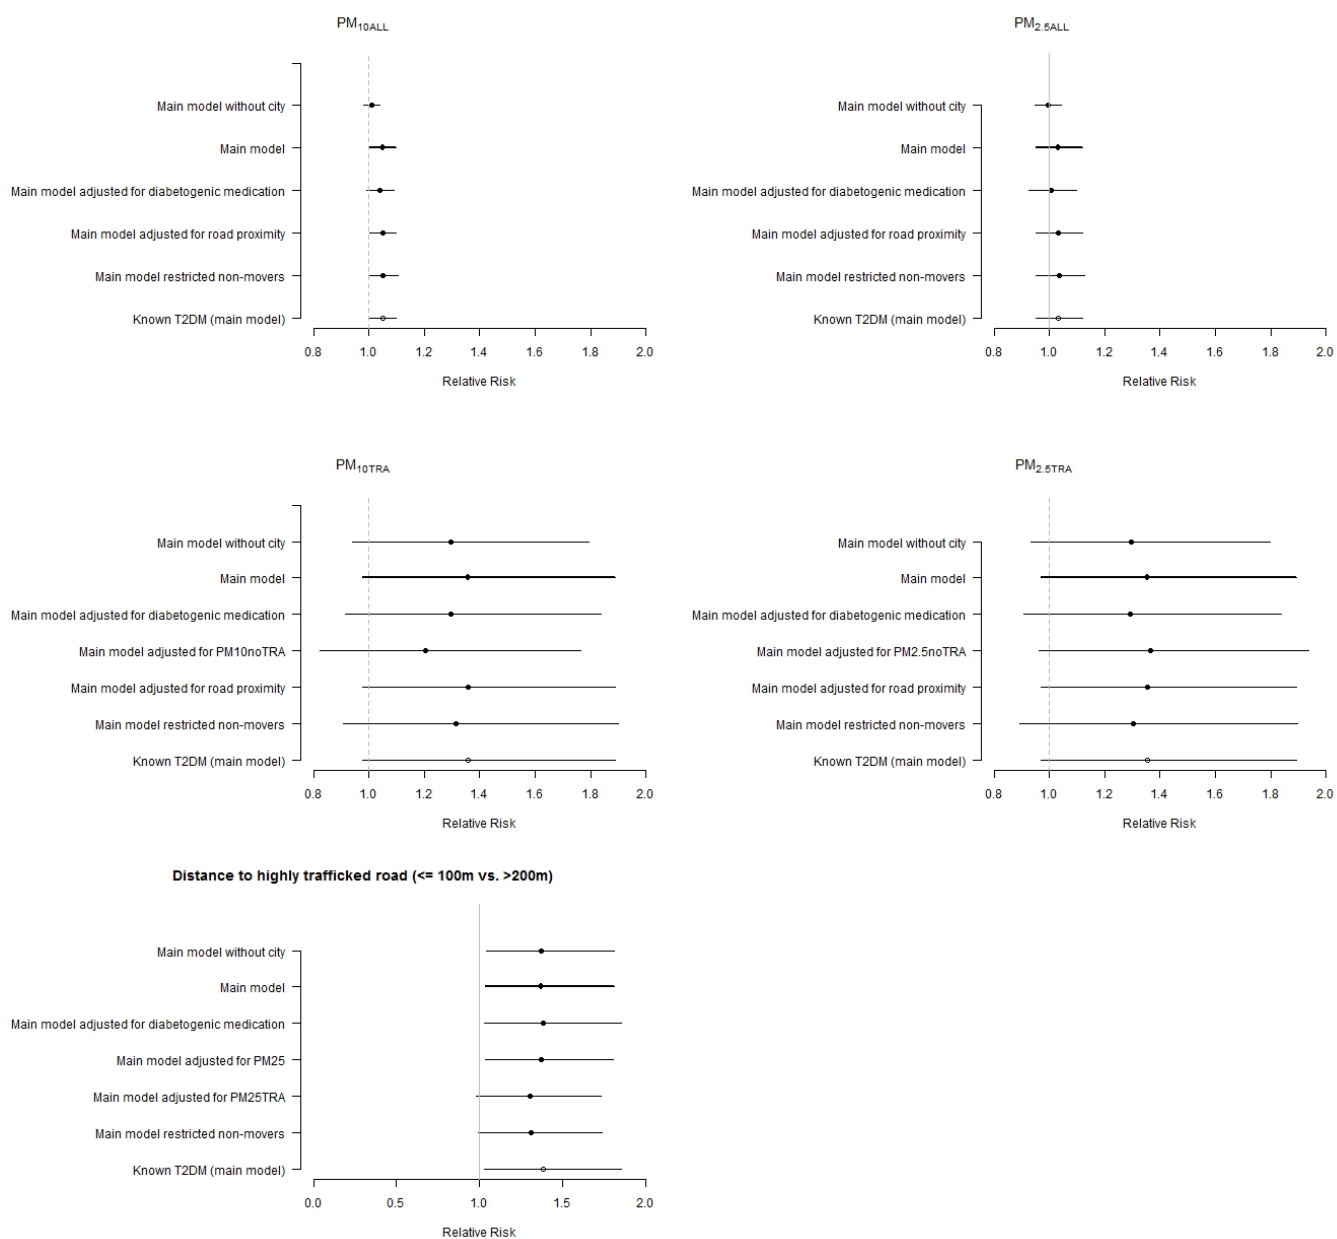 PM10ALL
Main model without city
Main model
Main model adjusted for diabetogenic medication
Main model adjusted for road proximity
Main model restricted non-movers
Known T2DM (main model)
0.8 1.0 1.2 1.4 1.6 1.8 2.0
Relative Risk
PM2.5ALL
Main model without city
Main model
Main model adjusted for diabetogenic medication
Main model adjusted for road proximity
Main model restricted non-movers
Known T2DM (main model)
0.8 1.0 1.2 1.4 1.6 1.8 2.0
Relative Risk
PM10TRA
Main model without city
Main model
Main model adjusted for diabetogenic medication
Main model adjusted for PM10noTRA
Main model adjusted for road proximity
Main model restricted non-movers
Known T2DM (main model)
0.8 1.0 1.2 1.4 1.6 1.8 2.0
Relative Risk
PM2.5TRA
Main model without city
Main model
Main model adjusted for diabetogenic medication
Main model adjusted for PM2.5noTRA
Main model adjusted for road proximity
Main model restricted non-movers
Known T2DM (main model)
0.8 1.0 1.2 1.4 1.6 1.8 2.0
Relative Risk
Distance to highly trafficked road (<= 100m vs. >200m)
Main model without city
Main model
Main model adjusted for diabetogenic medication
Main model adjusted for PM25
Main model adjusted for PM25TRA
Main model restricted non-movers
Known T2DM (main model)
0.0 0.5 1.0 1.5 2.0
Relative Risk